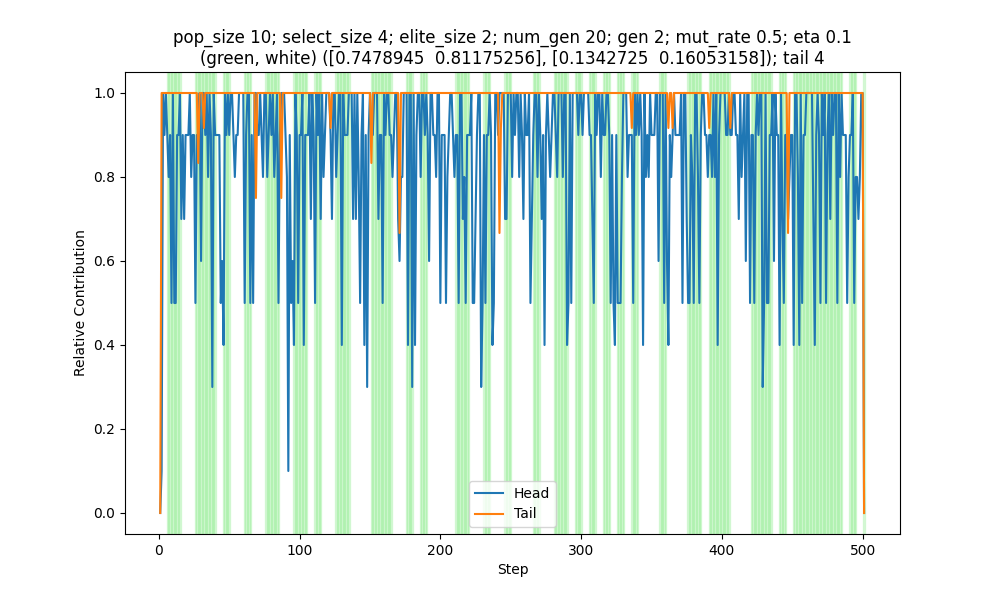 pop_size 10; select_size 4; elite_size 2; num_gen 20; gen 2; mut_rate 0.5; eta 0.1
(green, white) ([0.7478945  0.81175256], [0.1342725  0.16053158]); tail 4
1.0
0.8
0.6
0.4
0.2
0.0
Relative Contribution
Head
Tail
0
100
200
300
400
500
Step